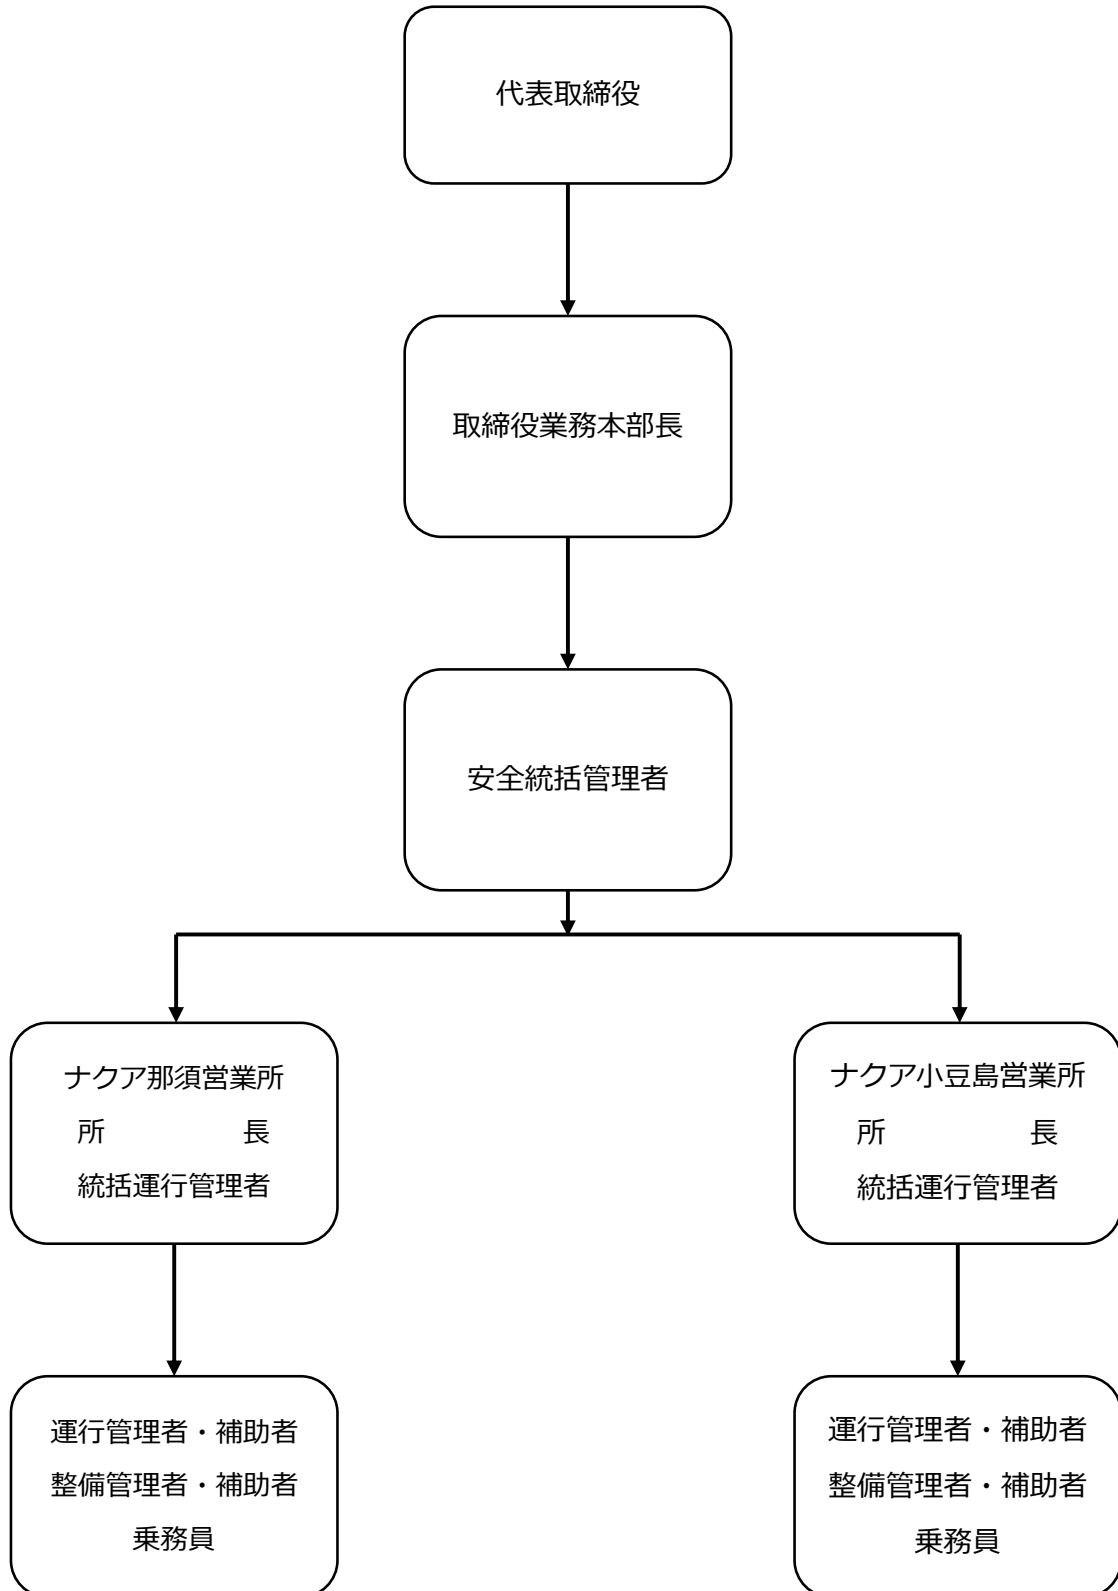 代表取締役
取締役業務本部長
安全統括管理者
ナクア那須営業所
所　　　　　長
統括運行管理者
ナクア小豆島営業所
所　　　　　長
統括運行管理者
運行管理者・補助者
整備管理者・補助者
乗務員
運行管理者・補助者
整備管理者・補助者
乗務員